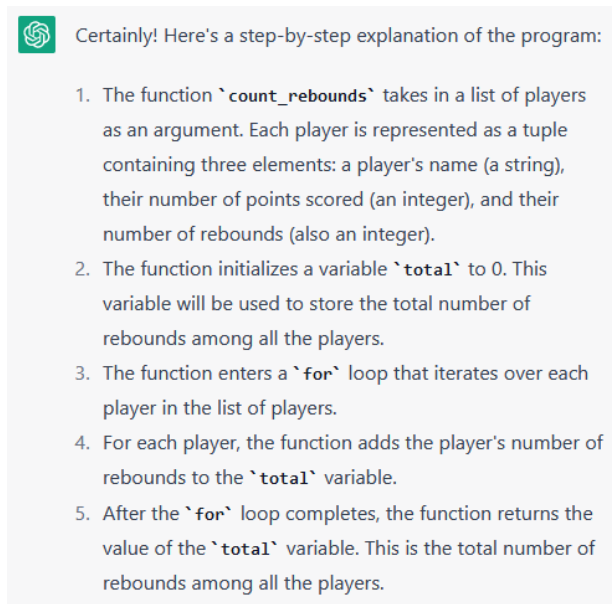 Certainly! Here's a step-by-step explanation of the program:
1. The function `count_rebounds` takes in a list of players
as an argument. Each player is represented as a tuple
containing three elements: a player's name (a string),
their number of points scored (an integer), and their
number of rebounds (also an integer).
2. The function initializes a variable `total` to 0. This
variable will be used to store the total number of
rebounds among all the players.
3. The function enters a `for` loop that iterates over each
player in the list of players.
4. For each player, the function adds the player's number of
rebounds to the `total` variable.
5. After the `for` loop completes, the function returns the
value of the `total` variable. This is the total number of
rebounds among all the players.